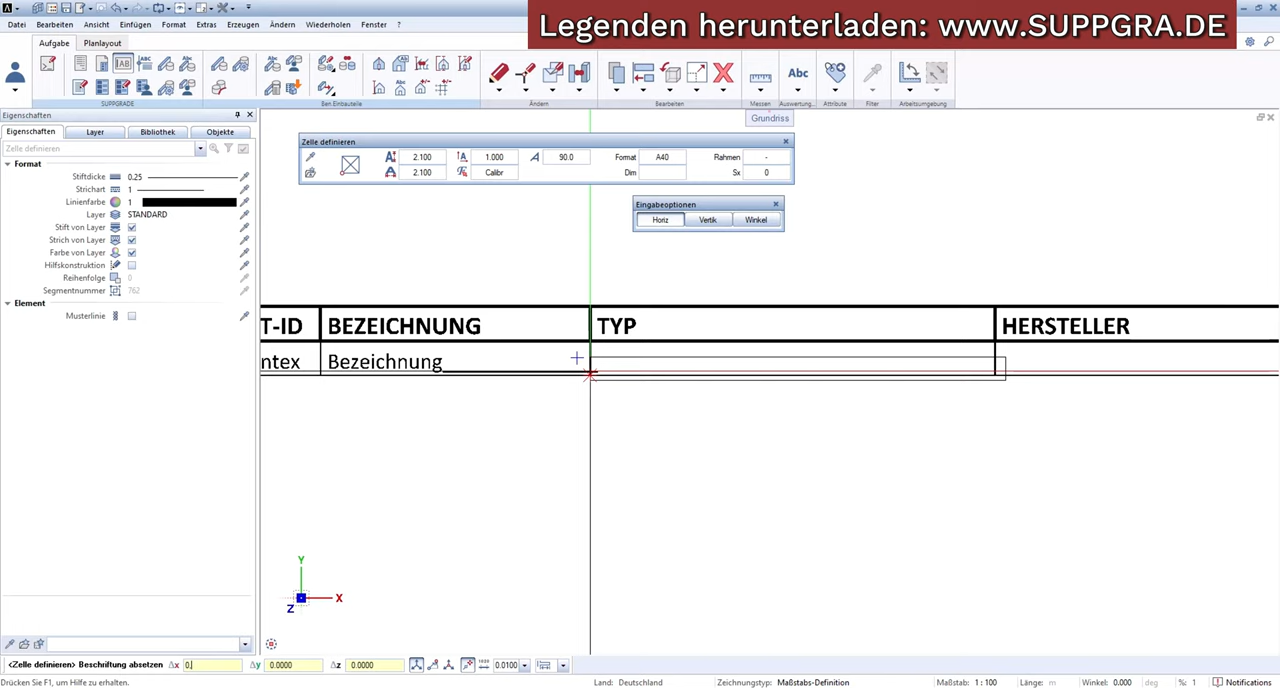 Legenden herunterladen: www.SUPPGRA.DE
Datei Bearbeiten Ansicht Einfügen Format Extras Erzeugen Ändern Wiederholen Fenster ?
Aufgabe Planlayout
SUPPGRADE Ben.Einbauteile Ändern Bearbeiten Messen Auswertung.. Attribute Filter Arbeitsumgebung
Abc
Eigenschaften
Eigenschaften Layer Bibliothek Objekte
Zelle definieren
Format
Stiftdicke 0.25
Strichart 1
Linienfarbe 1
Layer STANDARD
Stift von Layer
Strich von Layer
Farbe von Layer
Hilfskonstruktion
Reihenfolge 0
Segmentnummer 762
Element
Musterlinie
Grundriss
Zelle definieren
2.100 1.000 90.0 Format A40 Rahmen -
2.100 Calibr Dim Sx 0
Eingabeoptionen
Horiz Vertik Winkel
T-ID BEZEICHNUNG TYP HERSTELLER
ntex Bezeichnung
Y
Z X
<Zelle definieren> Beschriftung absetzen Δx 0. Δy 0.0000 Δz 0.0000 0.0100
Drücken Sie F1, um Hilfe zu erhalten. Land: Deutschland Zeichnungstyp: Maßstabs-Definition Maßstab: 1 : 100 Länge: m Winkel: 0.000 deg %: 1 Notifications